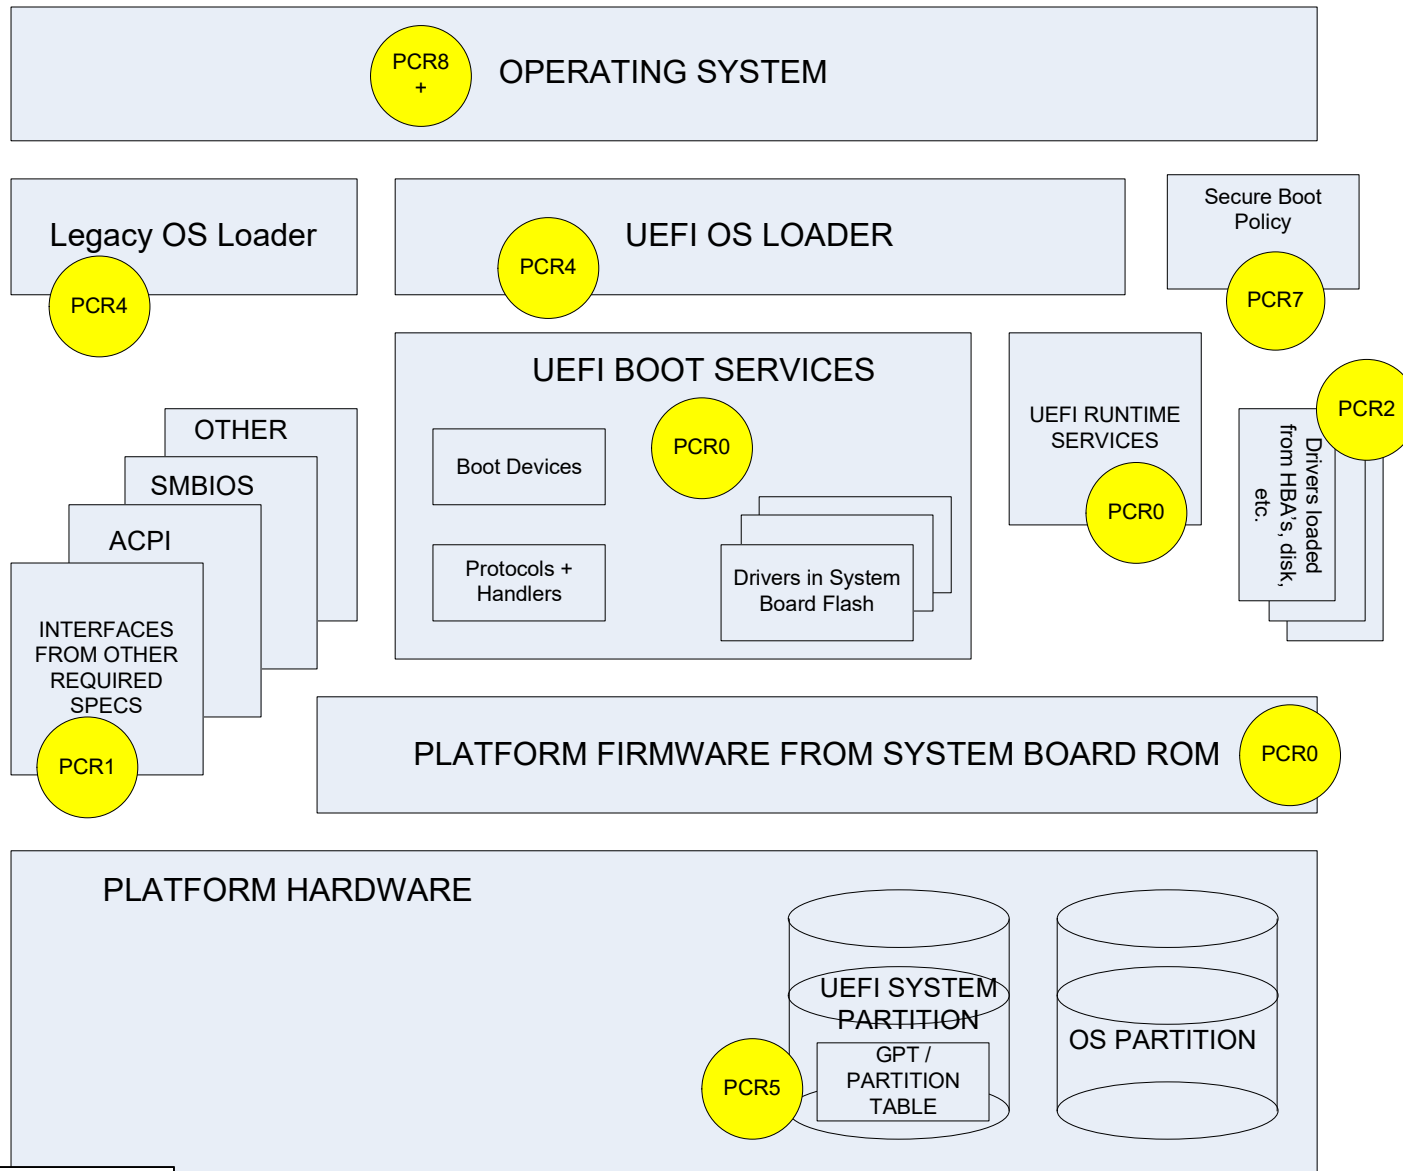 PCR8
+
OPERATING SYSTEM
Legacy OS Loader
PCR4
UEFI OS LOADER
PCR4
Secure Boot
Policy
PCR7
UEFI BOOT SERVICES
PCR0
Boot Devices
Protocols +
Handlers
Drivers in System
Board Flash
UEFI RUNTIME
SERVICES
PCR0
PCR2
Drivers loaded
from HBA's, disk,
etc.
OTHER
SMBIOS
ACPI
INTERFACES
FROM OTHER
REQUIRED
SPECS
PCR1
PLATFORM FIRMWARE FROM SYSTEM BOARD ROM
PCR0
PLATFORM HARDWARE
UEFI SYSTEM
PARTITION
GPT /
PARTITION
TABLE
PCR5
OS PARTITION